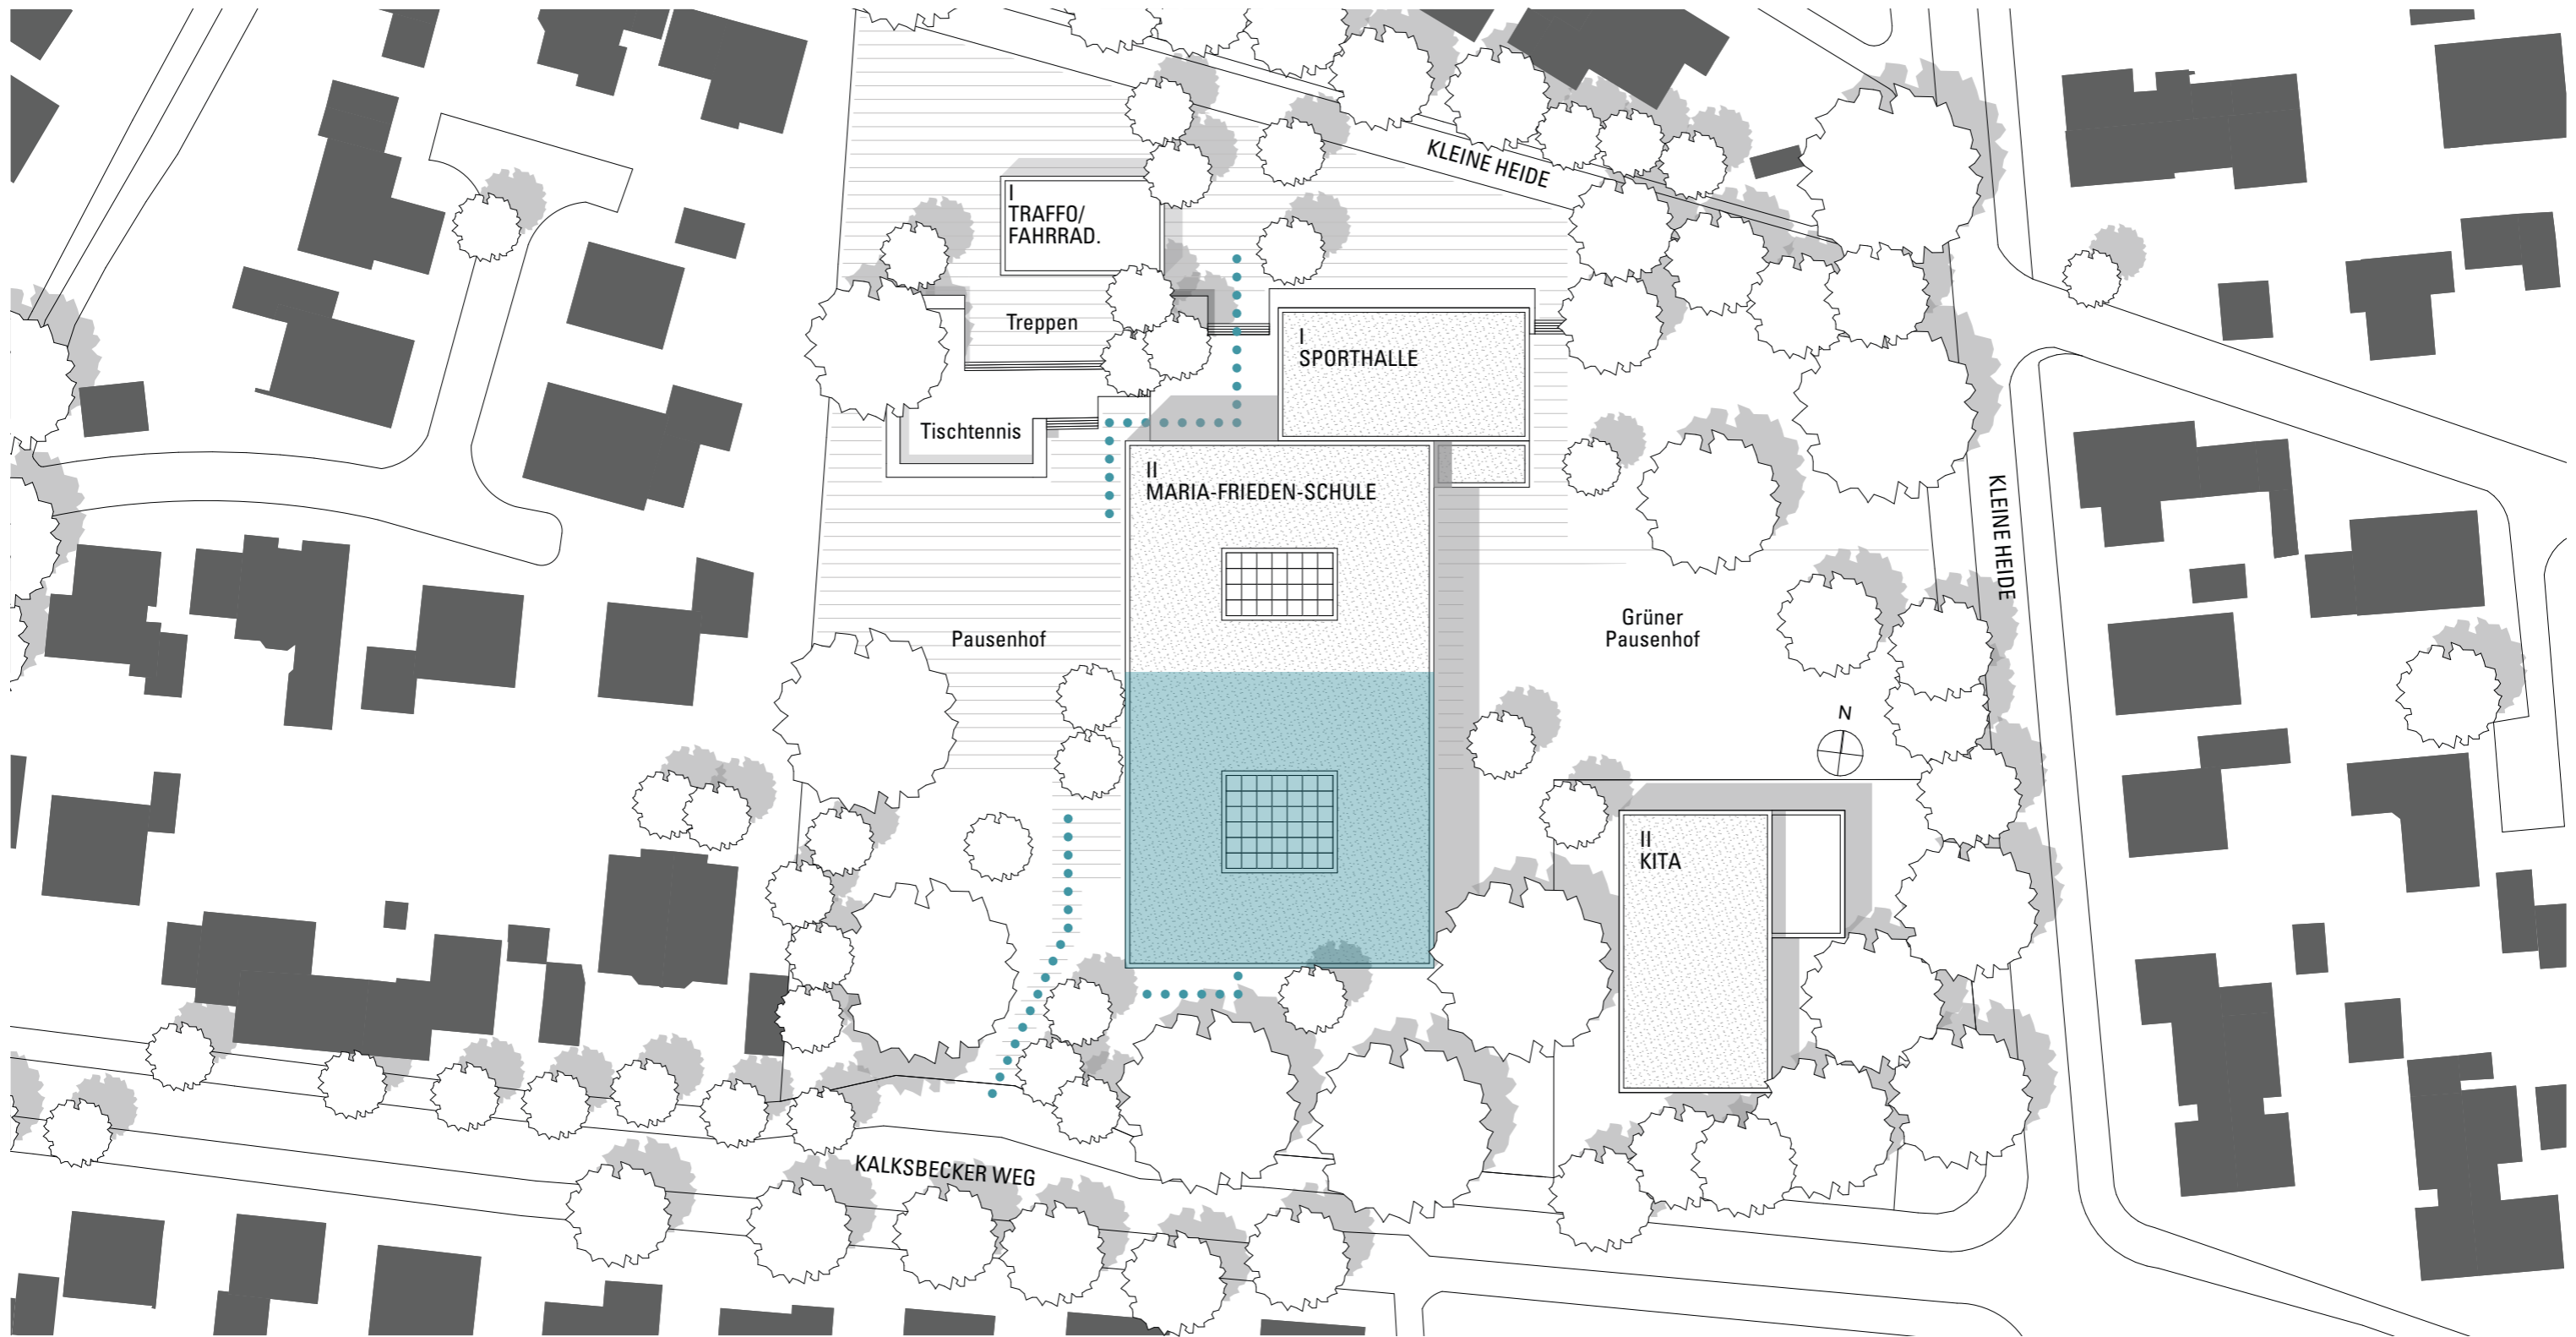 KLEINE HEIDE
I
TRAFFO/
FAHRRAD.
Treppen
I
SPORTHALLE
Tischtennis
II
MARIA-FRIEDEN-SCHULE
KLEINE HEIDE
Pausenhof
Grüner
Pausenhof
N
II
KITA
KALKSBECKER WEG